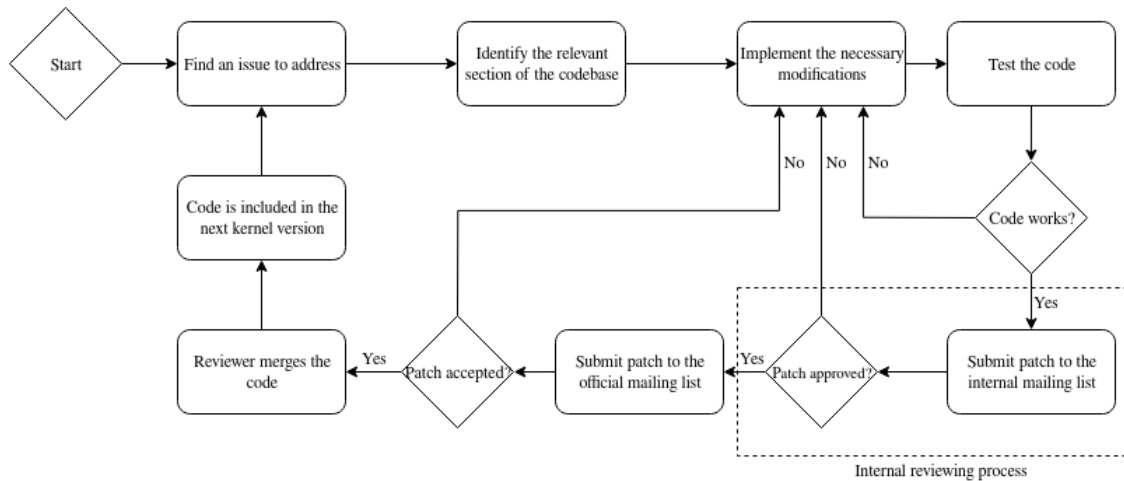 Start
Find an issue to address
Identify the relevant
section of the codebase
Implement the necessary
modifications
Test the code
No
No
No
Code is included in the
next kernel version
Code works?
Yes
Reviewer merges the
code
Yes
Patch accepted?
Submit patch to the
official mailing list
Yes
Patch approved?
Submit patch to the
internal mailing list
Internal reviewing process